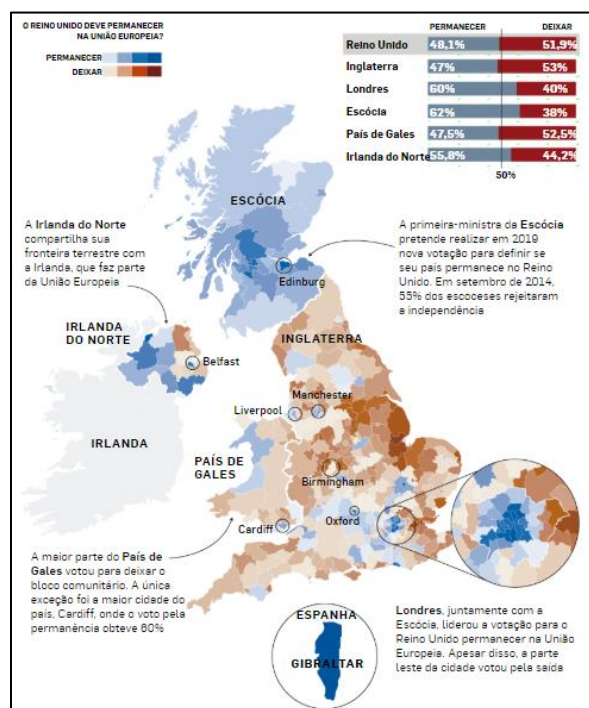 O REINO UNIDO DEVE PERMANECER
NA UNIÃO EUROPEIA?
PERMANECER
DEIXAR
PERMANECER DEIXAR
Reino Unido 48,1% 51,9%
Inglaterra 47% 53%
Londres 60% 40%
Escócia 62% 38%
País de Gales 47,5% 52,5%
Irlanda do Norte 55,8% 44,2%
50%
ESCÓCIA
A Irlanda do Norte
compartilha sua
fronteira terrestre com
a Irlanda, que faz parte
da União Europeia
A primeira-ministra da Escócia
pretende realizar em 2019
nova votação para definir se
seu país permanece no Reino
Unido. Em setembro de 2014,
55% dos escoceses rejeitaram
a independência
Edinburg
IRLANDA
DO NORTE
INGLATERRA
Belfast
Manchester
Liverpool
IRLANDA
PAÍS DE
GALES
Birmingham
Oxford
Cardiff
A maior parte do País de
Gales votou para deixar o
bloco comunitário. A única
exceção foi a maior cidade do
país, Cardiff, onde o voto pela
permanência obteve 60%
ESPANHA
GIBRALTAR
Londres, juntamente com a
Escócia, liderou a votação para o
Reino Unido permanecer na União
Europeia. Apesar disso, a parte
leste da cidade votou pela saída